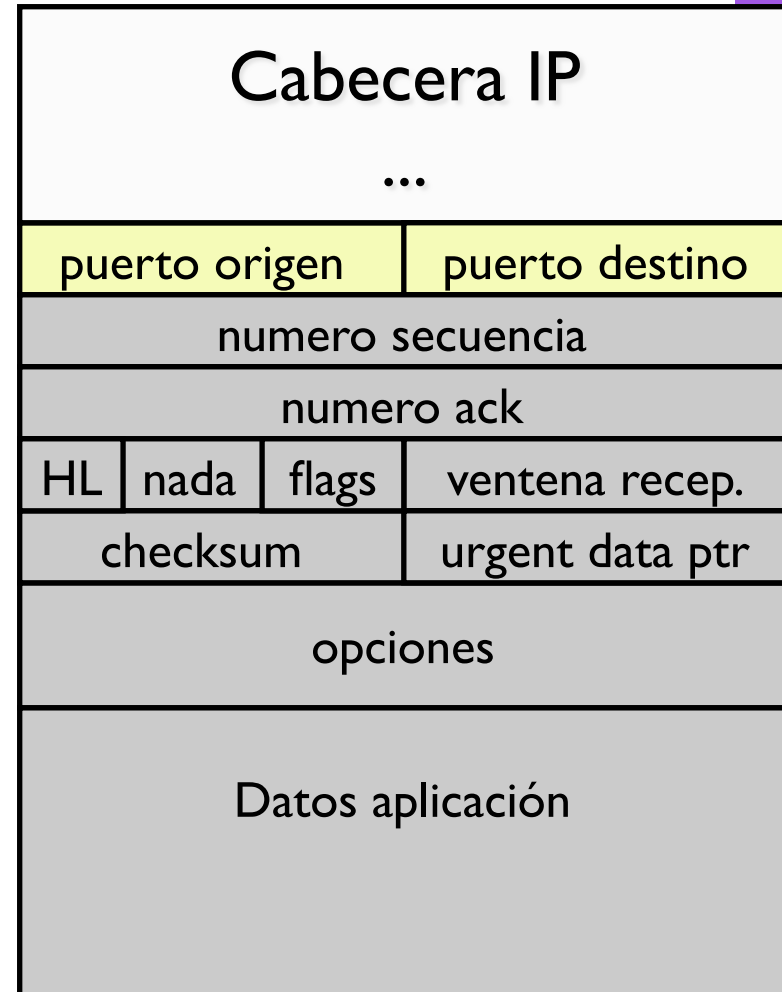 Cabecera IP
...
puerto origen puerto destino
numero secuencia
numero ack
HL nada flags ventena recep.
checksum urgent data ptr
opciones
Datos aplicación